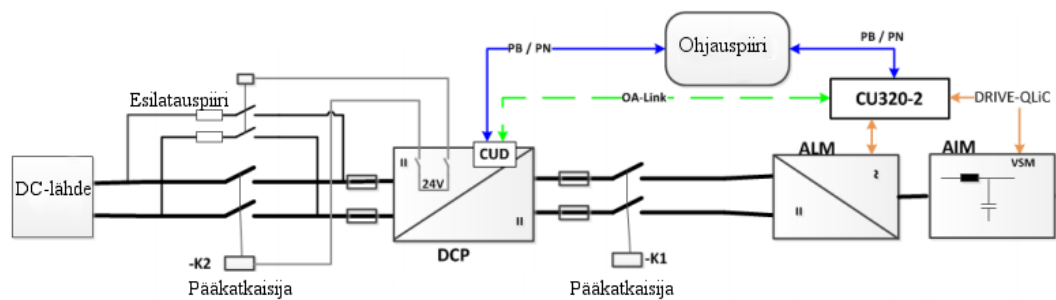 PB / PN
Ohjauspiiri
PB / PN
Esilatauspiiri
OA-Link
CU320-2
DRIVE-QLiC
DC-lähde
CUD
24V
DCP
ALM
AIM
VSM
-K2
Pääkatkaisija
-K1
Pääkatkaisija